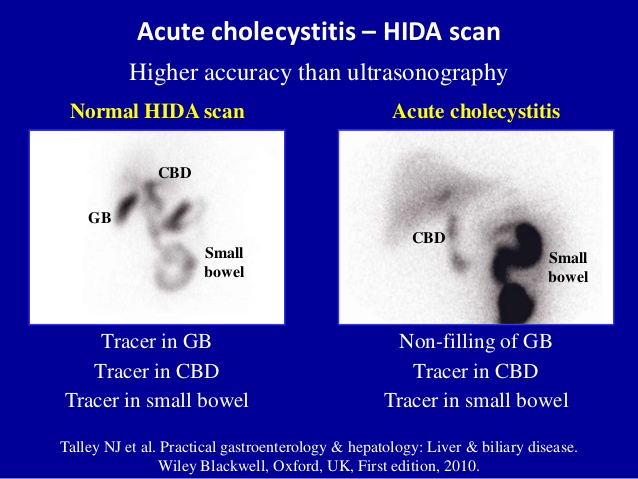 Acute cholecystitis – HIDA scan
Higher accuracy than ultrasonography
Normal HIDA scan
CBD
GB
Small
bowel
Tracer in GB
Tracer in CBD
Tracer in small bowel
Acute cholecystitis
CBD
Small
bowel
Non-filling of GB
Tracer in CBD
Tracer in small bowel
Talley NJ et al. Practical gastroenterology & hepatology: Liver & biliary disease.
Wiley Blackwell, Oxford, UK, First edition, 2010.